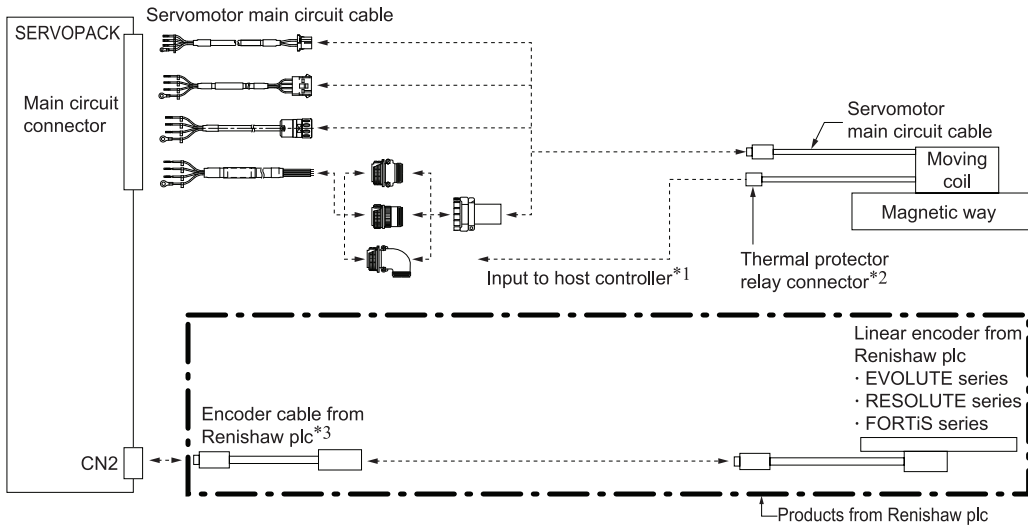 Servomotor main circuit cable
SERVOPACK
Main circuit
connector
Servomotor
main circuit cable
Moving
coil
Magnetic way
Thermal protector
relay connector*2
Input to host controller*1
Linear encoder from
Renishaw plc
· EVOLUTE series
· RESOLUTE series
· FORTiS series
Encoder cable from
Renishaw plc*3
CN2
Products from Renishaw plc